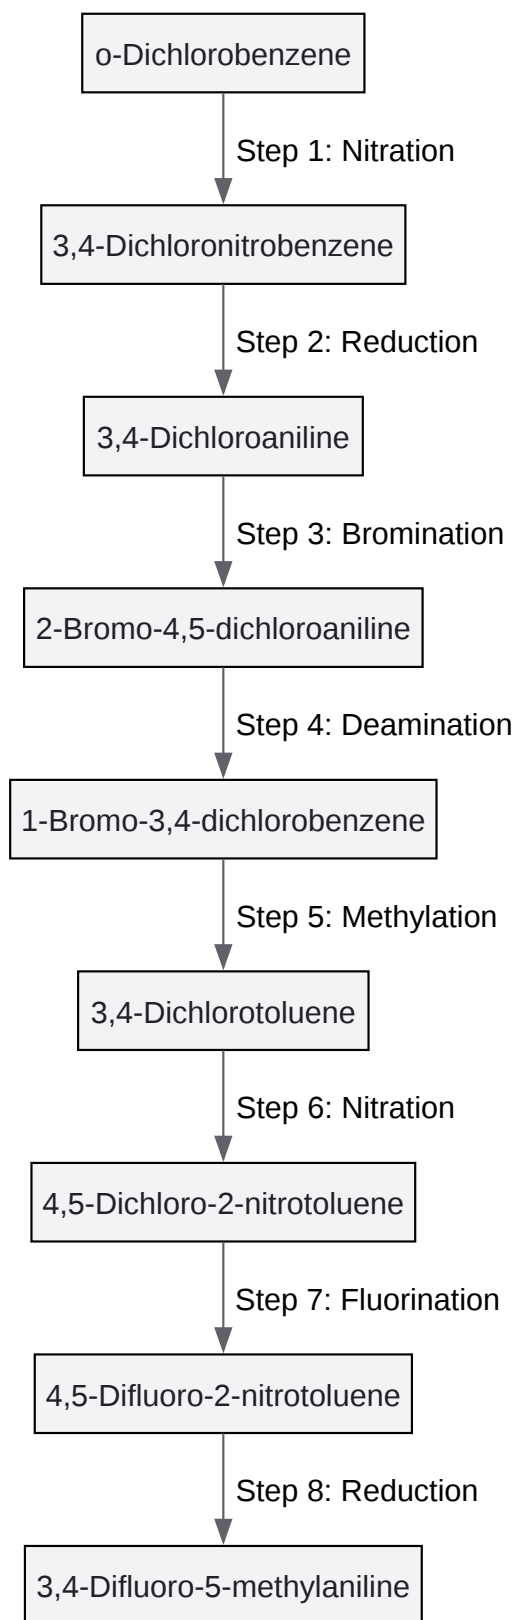 o-Dichlorobenzene
Step 1: Nitration
3,4-Dichloronitrobenzene
Step 2: Reduction
3,4-Dichloroaniline
Step 3: Bromination
2-Bromo-4,5-dichloroaniline
Step 4: Deamination
1-Bromo-3,4-dichlorobenzene
Step 5: Methylation
3,4-Dichlorotoluene
Step 6: Nitration
4,5-Dichloro-2-nitrotoluene
Step 7: Fluorination
4,5-Difluoro-2-nitrotoluene
Step 8: Reduction
3,4-Difluoro-5-methylaniline